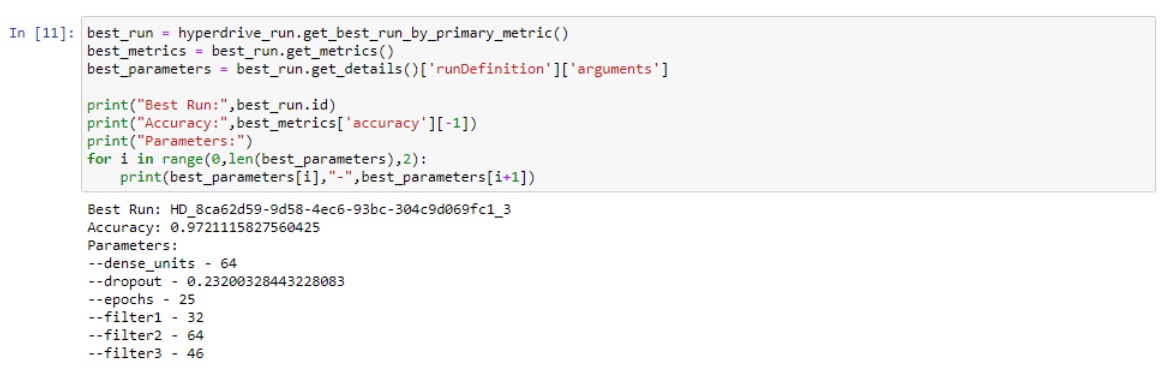 In [11]: best_run = hyperdrive_run.get_best_run_by_primary_metric()
best_metrics = best_run.get_metrics()
best_parameters = best_run.get_details()['runDefinition']['arguments']
print("Best Run:",best_run.id)
print("Accuracy:",best_metrics['accuracy'][-1])
print("Parameters:")
for i in range(0,len(best_parameters),2):
    print(best_parameters[i],"-",best_parameters[i+1])
Best Run: HD_8ca62d59-9d58-4ec6-93bc-304c9d069fc1_3
Accuracy: 0.9721115827560425
Parameters:
--dense_units - 64
--dropout - 0.23200328443228083
--epochs - 25
--filter1 - 32
--filter2 - 64
--filter3 - 46